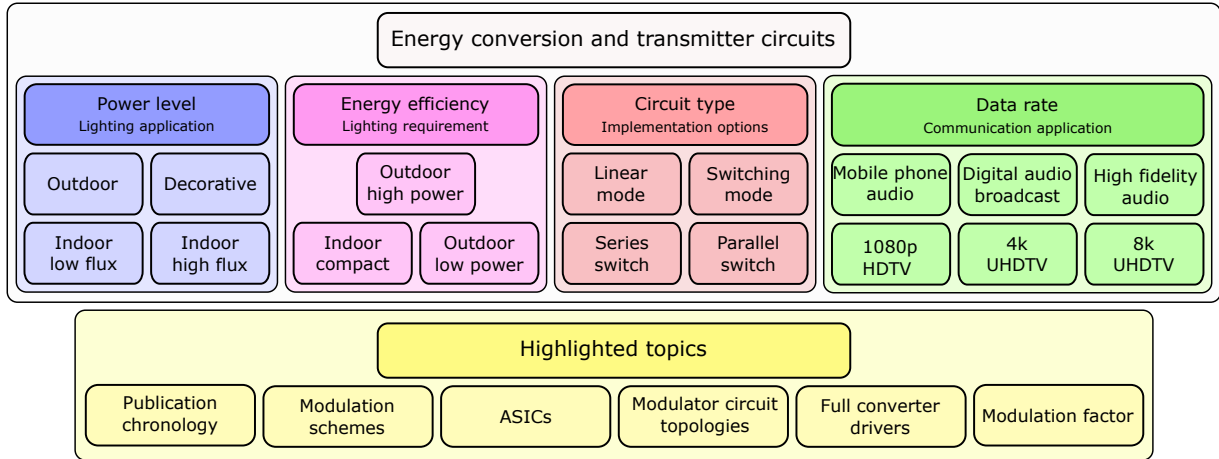 Energy conversion and transmitter circuits
Power level
Lighting application
Outdoor
Decorative
Indoor
low flux
Indoor
high flux
Energy efficiency
Lighting requirement
Outdoor
high power
Indoor
compact
Outdoor
low power
Circuit type
Implementation options
Linear
mode
Switching
mode
Series
switch
Parallel
switch
Data rate
Communication application
Mobile phone
audio
Digital audio
broadcast
High fidelity
audio
1080p
HDTV
4k
UHDTV
8k
UHDTV
Highlighted topics
Publication
chronology
Modulation
schemes
ASICs
Modulator circuit
topologies
Full converter
drivers
Modulation factor